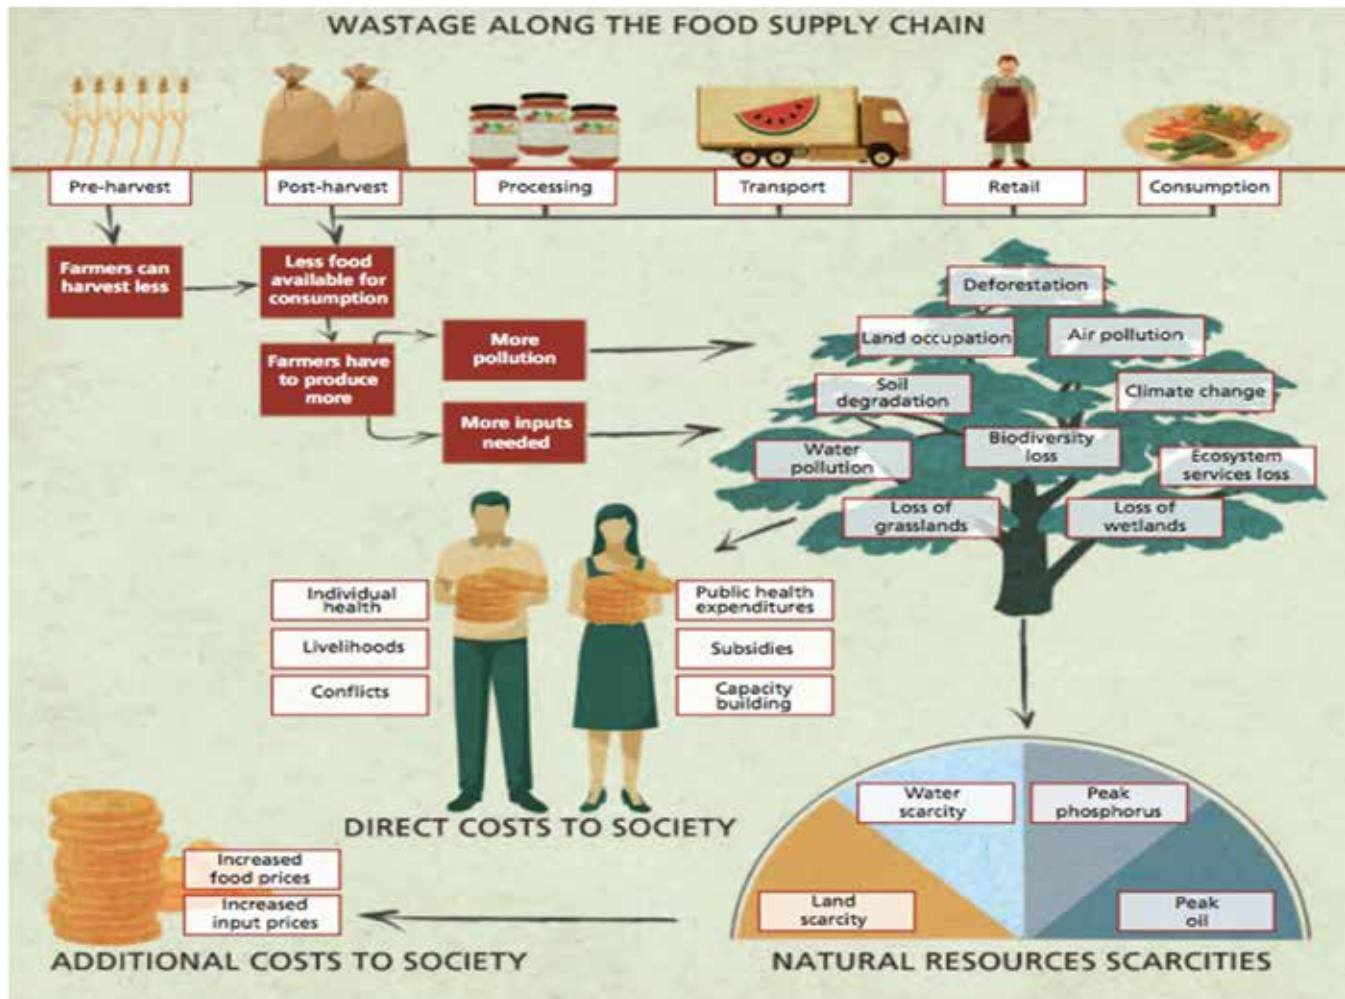 WASTAGE ALONG THE FOOD SUPPLY CHAIN
Pre-harvest
Post-harvest
Processing
Transport
Retail
Consumption
Farmers can
harvest less
Less food
available for
consumption
Farmers have
to produce
more
More
pollution
More inputs
needed
Deforestation
Land occupation
Air pollution
Soil
degradation
Climate change
Water
pollution
Biodiversity
loss
Ecosystem
services loss
Loss of
grasslands
Loss of
wetlands
Individual
health
Livelihoods
Conflicts
Public health
expenditures
Subsidies
Capacity
building
DIRECT COSTS TO SOCIETY
Water
scarcity
Peak
phosphorus
Land
scarcity
Peak
oil
NATURAL RESOURCES SCARCITIES
Increased
food prices
Increased
input prices
ADDITIONAL COSTS TO SOCIETY